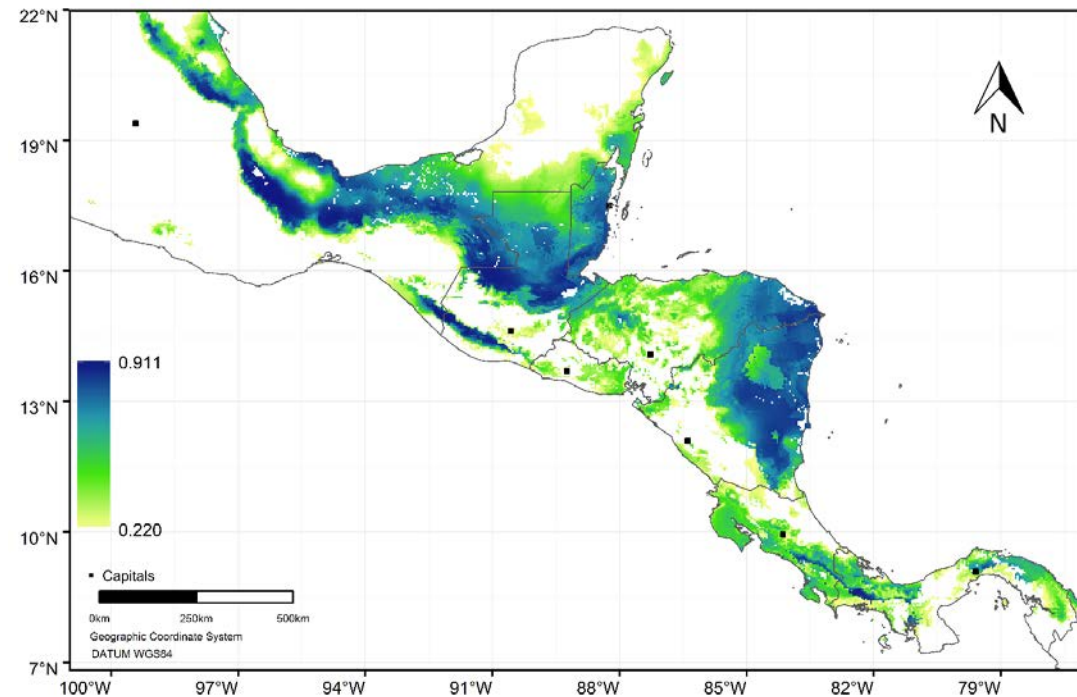 22°N
N
19°N
16°N
0.911
13°N
0.220
10°N
Capitals
0km 250km 500km
Geographic Coordinate System
DATUM WGS84
7°N
100°W 97°W 94°W 91°W 88°W 85°W 82°W 79°W